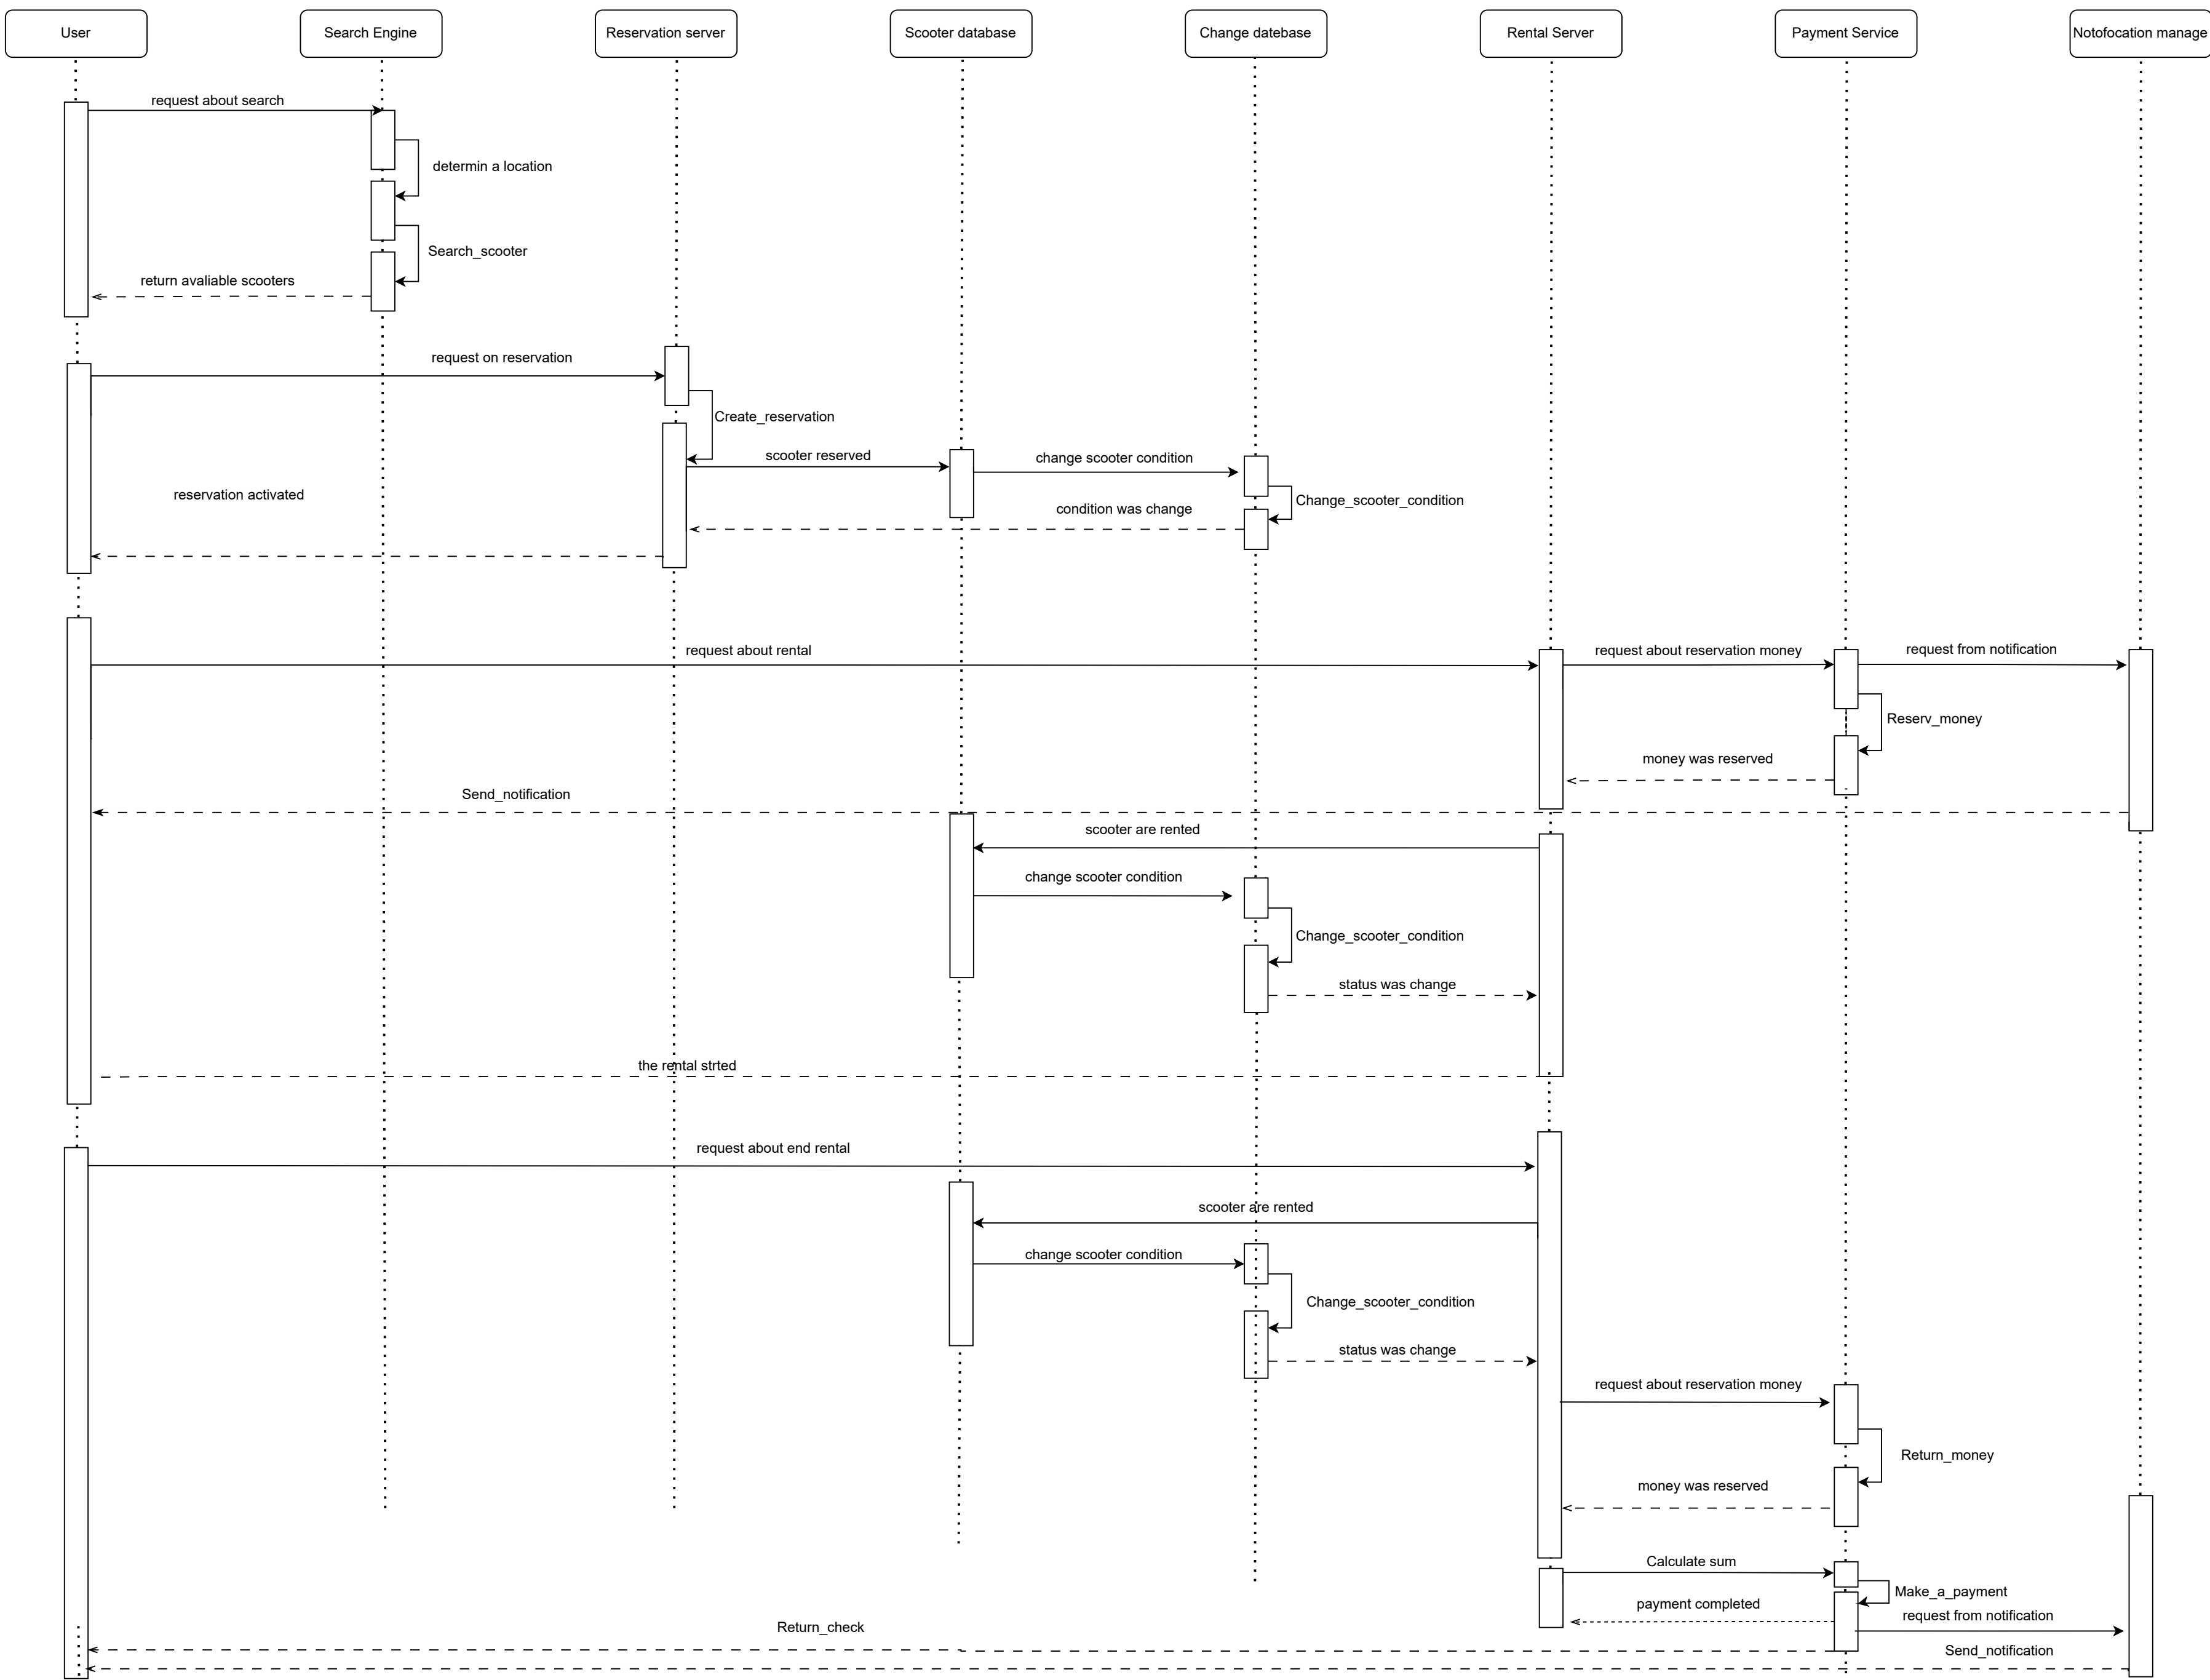 User
Search Engine
Reservation server
Scooter database
Change datebase
Rental Server
Payment Service
Notofocation manage
request about search
determin a location
Search_scooter
return avaliable scooters
request on reservation
Create_reservation
scooter reserved
change scooter condition
reservation activated
Change_scooter_condition
condition was change
request about rental
request about reservation money
request from notification
Reserv_money
money was reserved
Send_notification
scooter are rented
change scooter condition
Change_scooter_condition
status was change
the rental strted
request about end rental
scooter are rented
change scooter condition
Change_scooter_condition
status was change
request about reservation money
Return_money
money was reserved
Calculate sum
Make_a_payment
payment completed
request from notification
Return_check
Send_notification